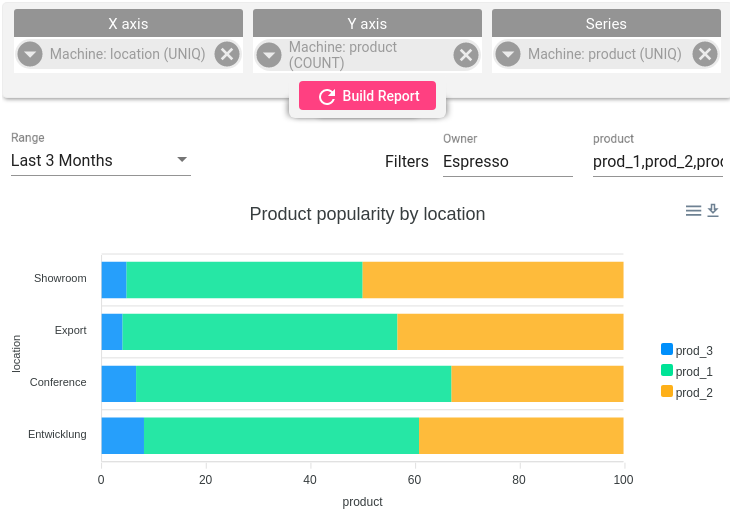 X axis
Y axis
Series
Machine: location (UNIQ)
Machine: product
(COUNT)
Machine: product (UNIQ)
Build Report
Range
Last 3 Months
Filters
Owner
Espresso
product
prod_1,prod_2,proc
Product popularity by location
Showroom
Export
Conference
Entwicklung
location
0
20
40
60
80
100
product
prod_3
prod_1
prod_2